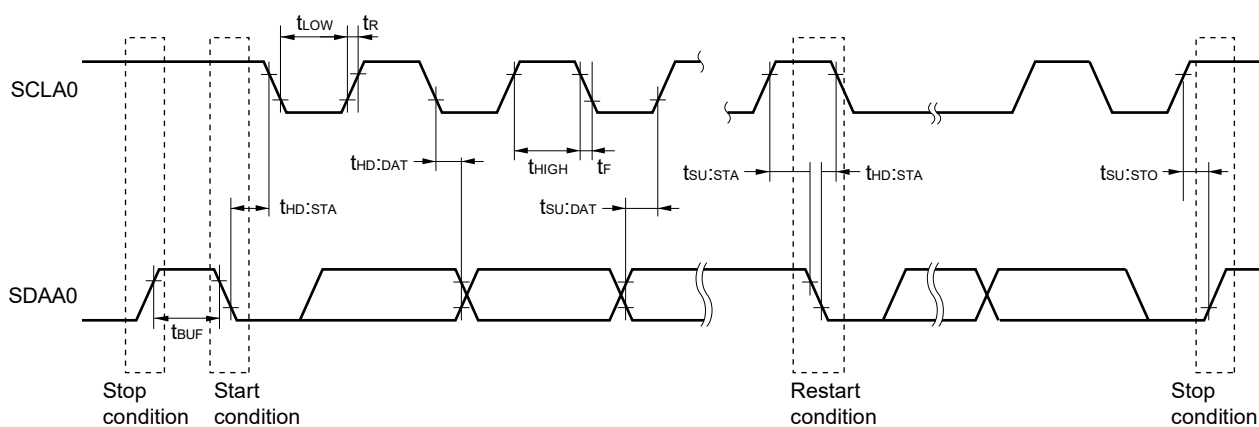 tLOW
tR
SCLA0
tHD:DAT
tHIGH
tF
tSU:STA
tHD:STA
tSU:STO
tHD:STA
tSU:DAT
SDAA0
tBUF
Stop
condition
Start
condition
Restart
condition
Stop
condition